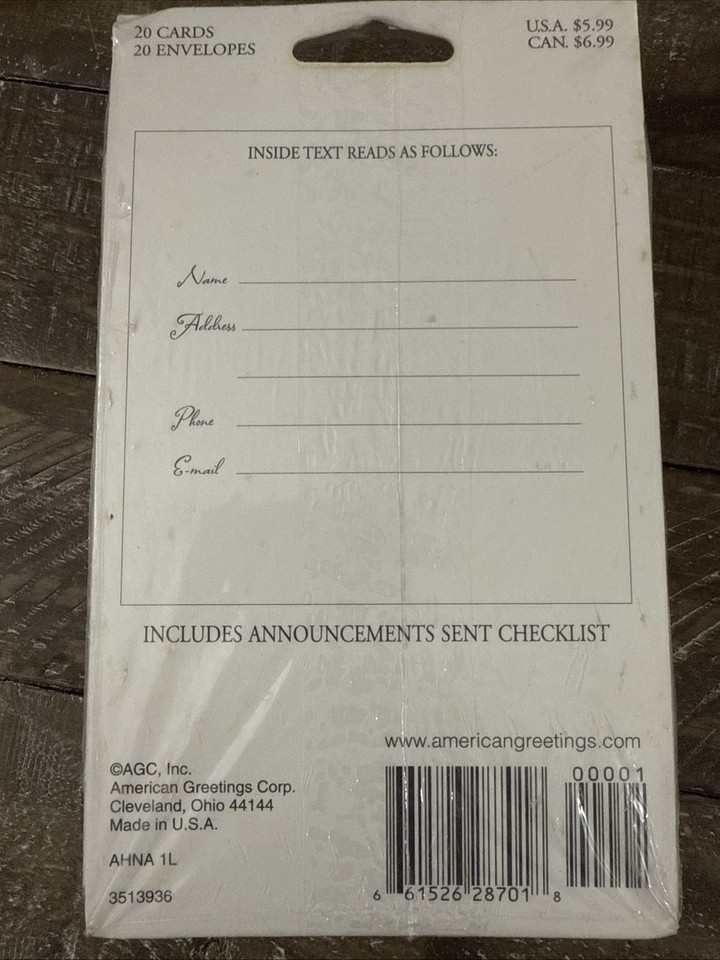 20 CARDS
20 ENVELOPES
U.S.A. $5.99
CAN. $6.99
INSIDE TEXT READS AS FOLLOWS:
Name
Address
Phone
E-mail
INCLUDES ANNOUNCEMENTS SENT CHECKLIST
www.americangreetings.com
©AGC, Inc.
American Greetings Corp.
Cleveland, Ohio 44144
Made in U.S.A.
AHNA 1L
3513936
00001
6 61526 28701 8